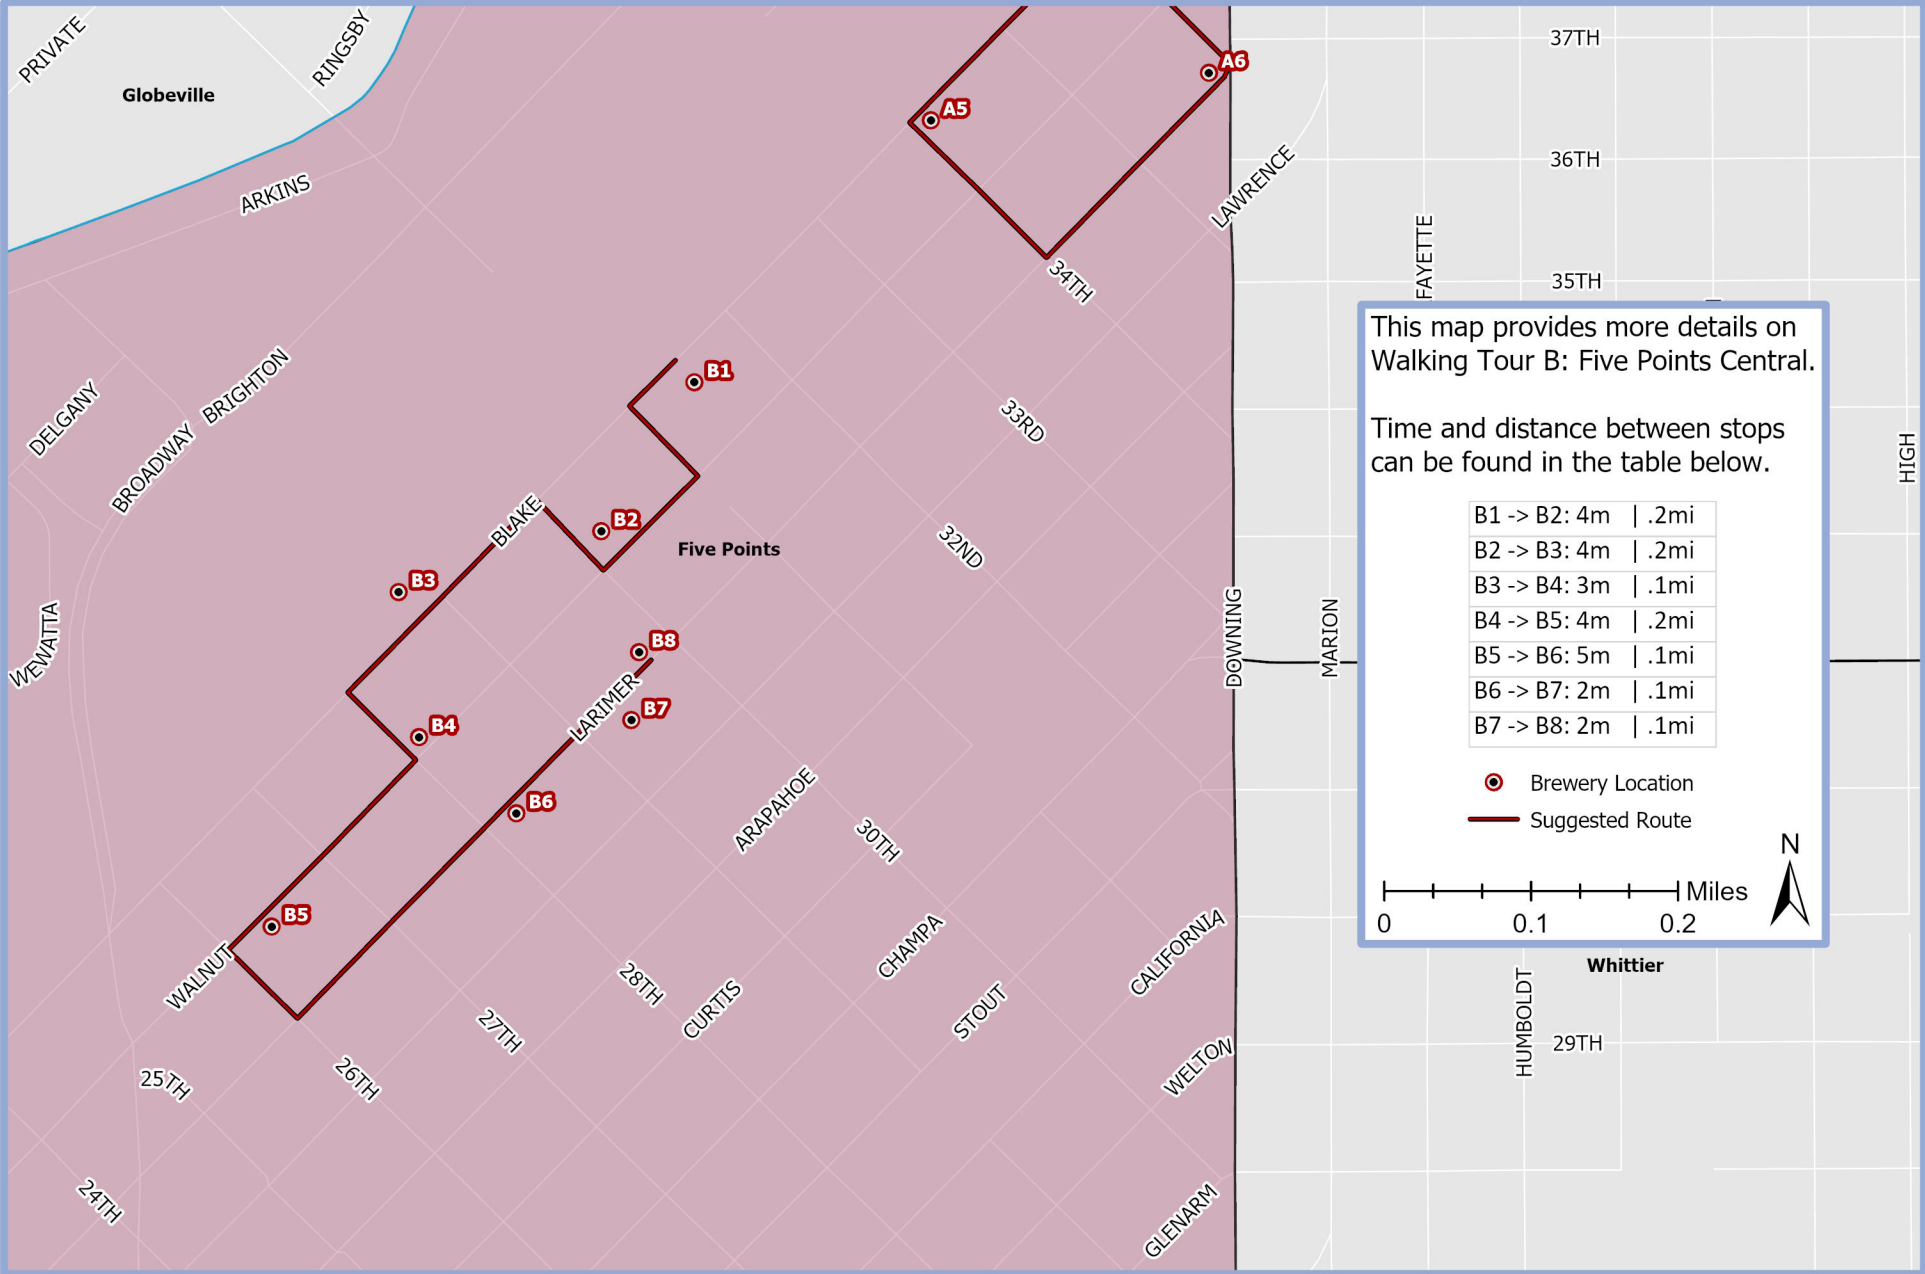 PRIVATE
RINGSBY
Globeville
ARKINS
A5
A6
37TH
36TH
LAWRENCE
LAFAYETTE
35TH
34TH
This map provides more details on
Walking Tour B: Five Points Central.
Time and distance between stops
can be found in the table below.
B1 -> B2: 4m | .2mi
B2 -> B3: 4m | .2mi
B3 -> B4: 3m | .1mi
B4 -> B5: 4m | .2mi
B5 -> B6: 5m | .1mi
B6 -> B7: 2m | .1mi
B7 -> B8: 2m | .1mi
Brewery Location
Suggested Route
N
Miles
0 0.1 0.2
B1
DELGANY
BRIGHTON
BROADWAY
33RD
HIGH
BLAKE
B2
Five Points
32ND
B3
WEWATTA
B8
DOWNING
MARION
LARIMER
B7
B4
B6
ARAPAHOE
30TH
B5
WALNUT
28TH
CHAMPA
CALIFORNIA
Whittier
27TH
CURTIS
STOUT
HUMBOLDT
29TH
WELTON
25TH
26TH
24TH
GLENARM